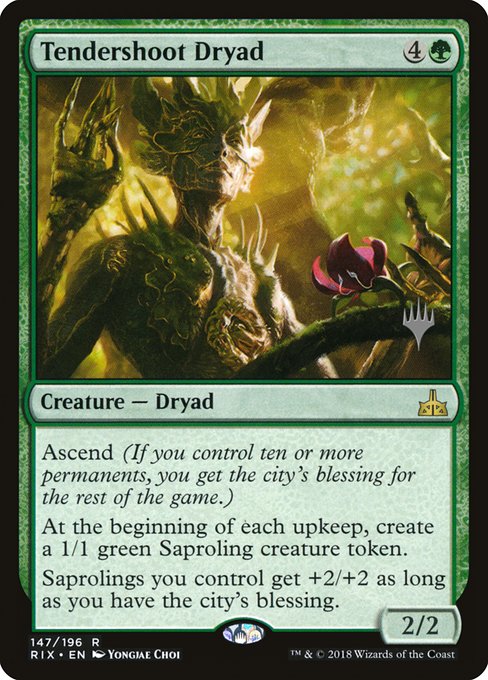 Tendershoot Dryad 4
Creature — Dryad
Ascend (If you control ten or more
permanents, you get the city's blessing for
the rest of the game.)
At the beginning of each upkeep, create
a 1/1 green Saproling creature token.
Saprolings you control get +2/+2 as long
as you have the city's blessing.
2/2
147/196 R
RIX • EN Yongjae Choi
™ & © 2018 Wizards of the Coast